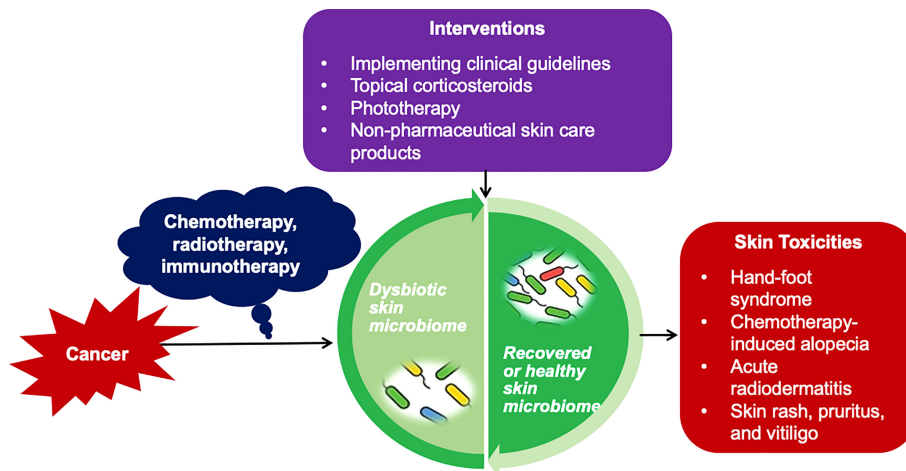 Interventions
• Implementing clinical guidelines
• Topical corticosteroids
• Phototherapy
• Non-pharmaceutical skin care
products
Chemotherapy,
radiotherapy,
immunotherapy
Cancer
Dysbiotic
skin
microbiome
Recovered
or healthy
skin
microbiome
Skin Toxicities
• Hand-foot
syndrome
• Chemotherapy-
induced alopecia
• Acute
radiodermatitis
• Skin rash, pruritus,
and vitiligo